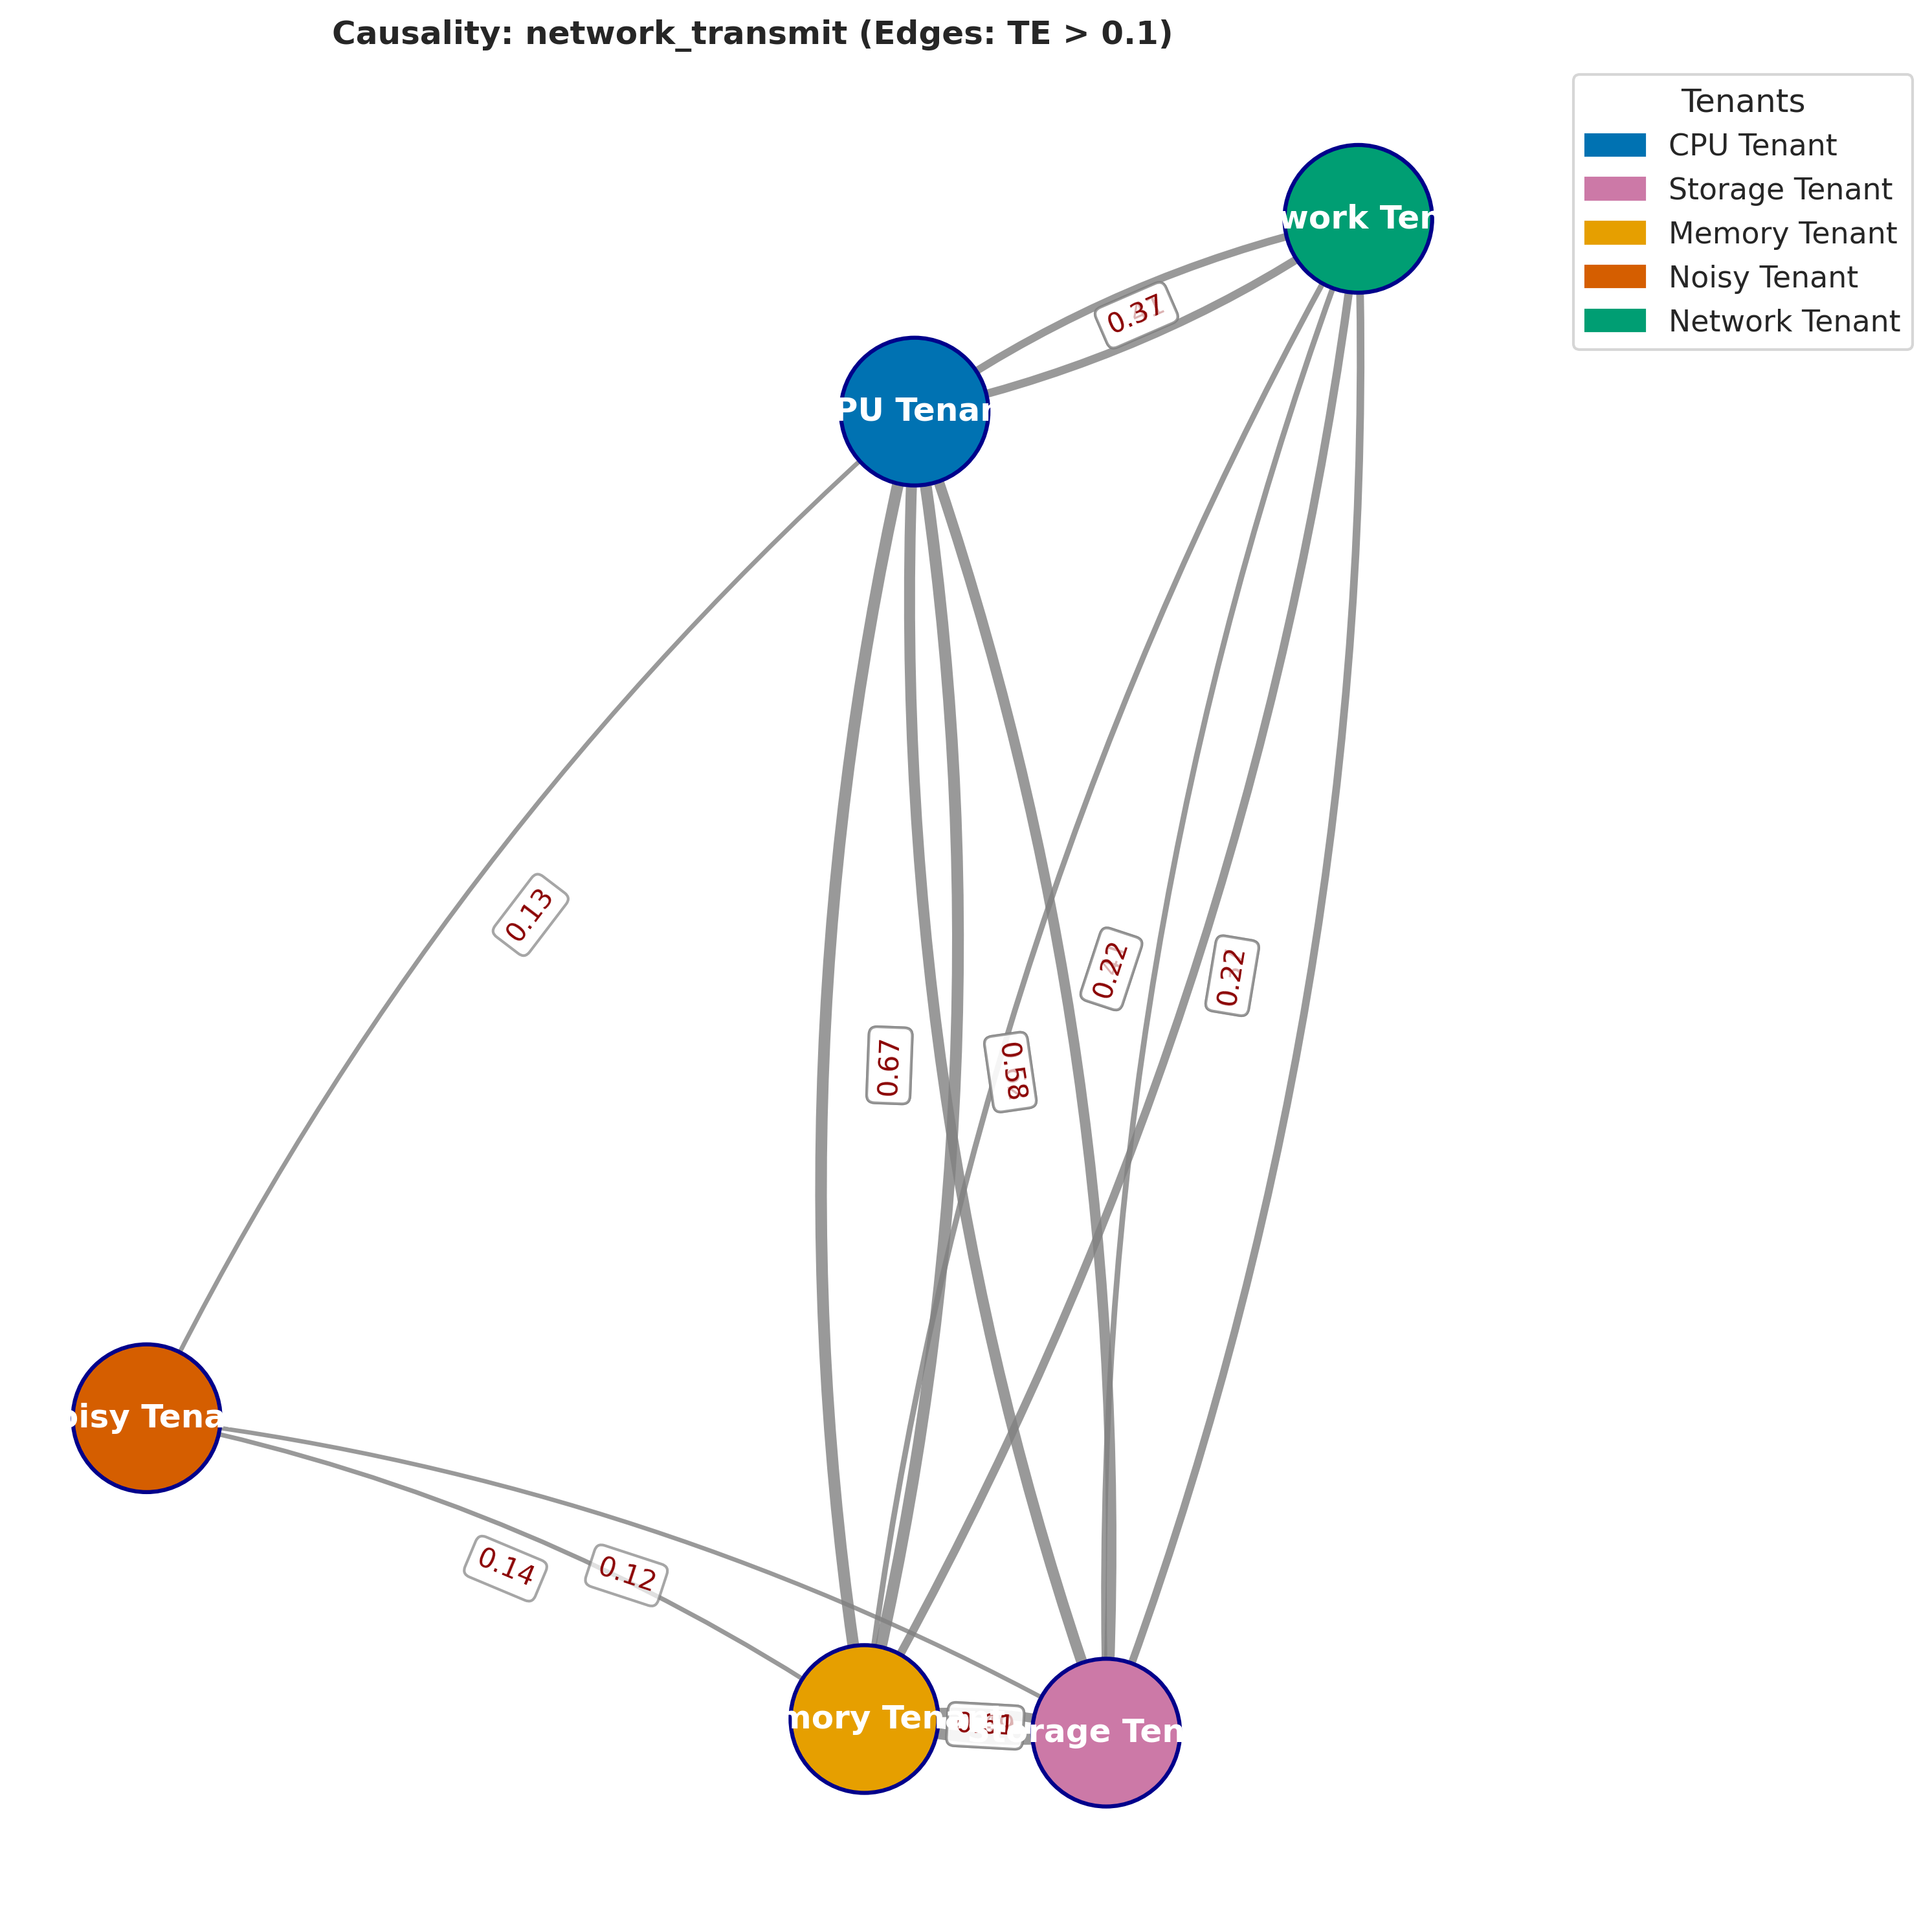 Causality: network_transmit (Edges: TE > 0.1)
Tenants
CPU Tenant
Storage Tenant
Memory Tenant
Noisy Tenant
Network Tenant
work Ten
0.37
PU Tenan
0.13
0.22
0.22
0.67
0.58
oisy Tena
0.14
0.12
mory Tena
rage Ten